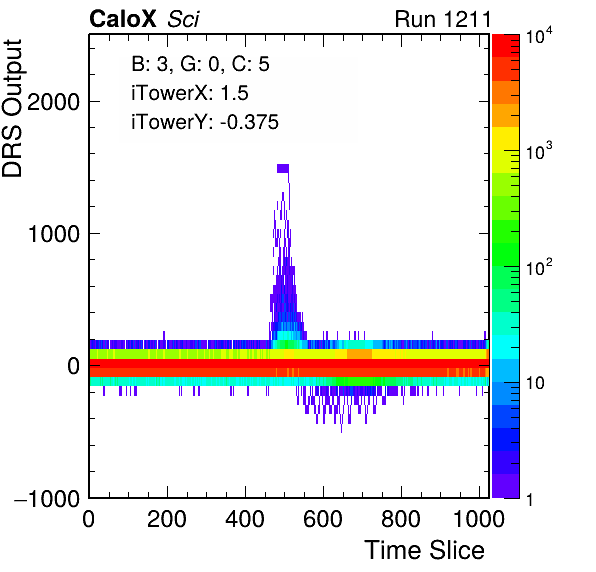 CaloX Sci Run 1211
B: 3, G: 0, C: 5
iTowerX: 1.5
iTowerY: -0.375
DRS Output
2000
1000
0
−1000
0 200 400 600 800 1000
Time Slice
10^4
10^3
10^2
10
1